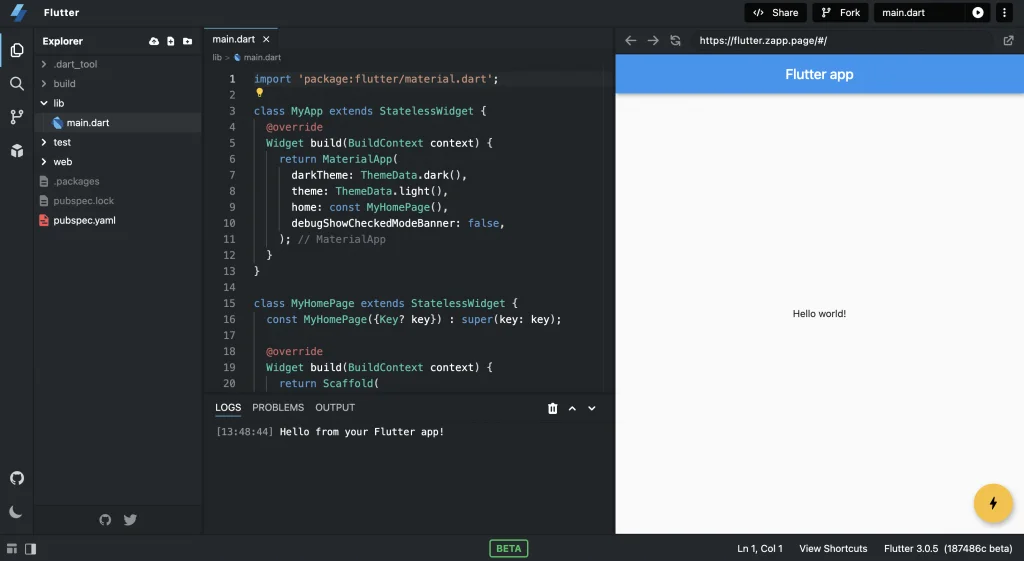 Flutter
Share
Fork
main.dart
Explorer
.dart_tool
build
lib
main.dart
test
web
.packages
pubspec.lock
pubspec.yaml
main.dart
lib > main.dart
1 import 'package:flutter/material.dart';
2
3 class MyApp extends StatelessWidget {
4 @override
5 Widget build(BuildContext context) {
6 return MaterialApp(
7 darkTheme: ThemeData.dark(),
8 theme: ThemeData.light(),
9 home: const MyHomePage(),
10 debugShowCheckedModeBanner: false,
11 ); // MaterialApp
12 }
13 }
14
15 class MyHomePage extends StatelessWidget {
16 const MyHomePage({Key? key}) : super(key: key);
17
18 @override
19 Widget build(BuildContext context) {
20 return Scaffold(
LOGS PROBLEMS OUTPUT
[13:48:44] Hello from your Flutter app!
https://flutter.zapp.page/#/
Flutter app
Hello world!
BETA
Ln 1, Col 1
View Shortcuts
Flutter 3.0.5 (187486c beta)